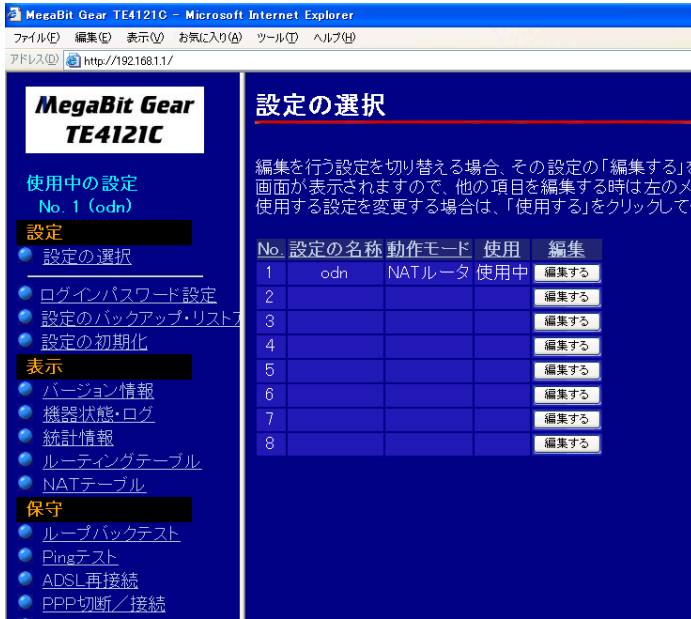 MegaBit Gear TE4121C - Microsoft Internet Explorer
ファイル(F) 編集(E) 表示(V) お気に入り(A) ツール(T) ヘルプ(H)
アドレス(D) http://192.168.1.1/
MegaBit Gear
TE4121C
使用中の設定
No. 1 (odn)
設定
設定の選択
ログインパスワード設定
設定のバックアップ・リストア
設定の初期化
表示
バージョン情報
機器状態・ログ
統計情報
ルーティングテーブル
NATテーブル
保守
ループバックテスト
Pingテスト
ADSL再接続
PPP切断／接続
設定の選択
編集を行う設定を切り替える場合、その設定の「編集する」を
画面が表示されますので、他の項目を編集する時は左のメ
使用する設定を変更する場合は、「使用する」をクリックして
No. 設定の名称 動作モード 使用 編集
1 odn NATルータ 使用中 編集する
2 編集する
3 編集する
4 編集する
5 編集する
6 編集する
7 編集する
8 編集する